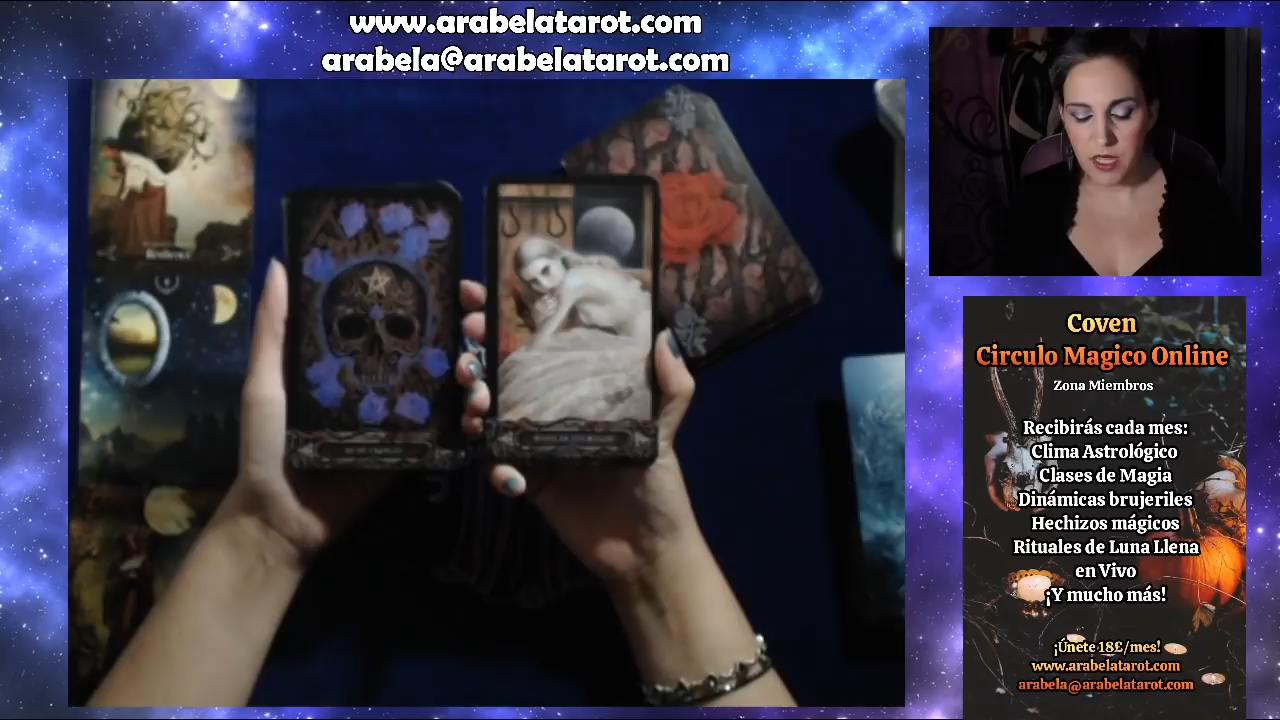 www.arabelatarot.com
arabela@arabelatarot.com
Coven
Circulo Magico Online
Zona Miembros
Recibirás cada mes:
Clima Astrológico
Clases de Magia
Dinámicas brujeriles
Hechizos mágicos
Rituales de Luna Llena
en Vivo
¡Y mucho más!
¡Únete 18£/mes!
www.arabelatarot.com
arabela@arabelatarot.com